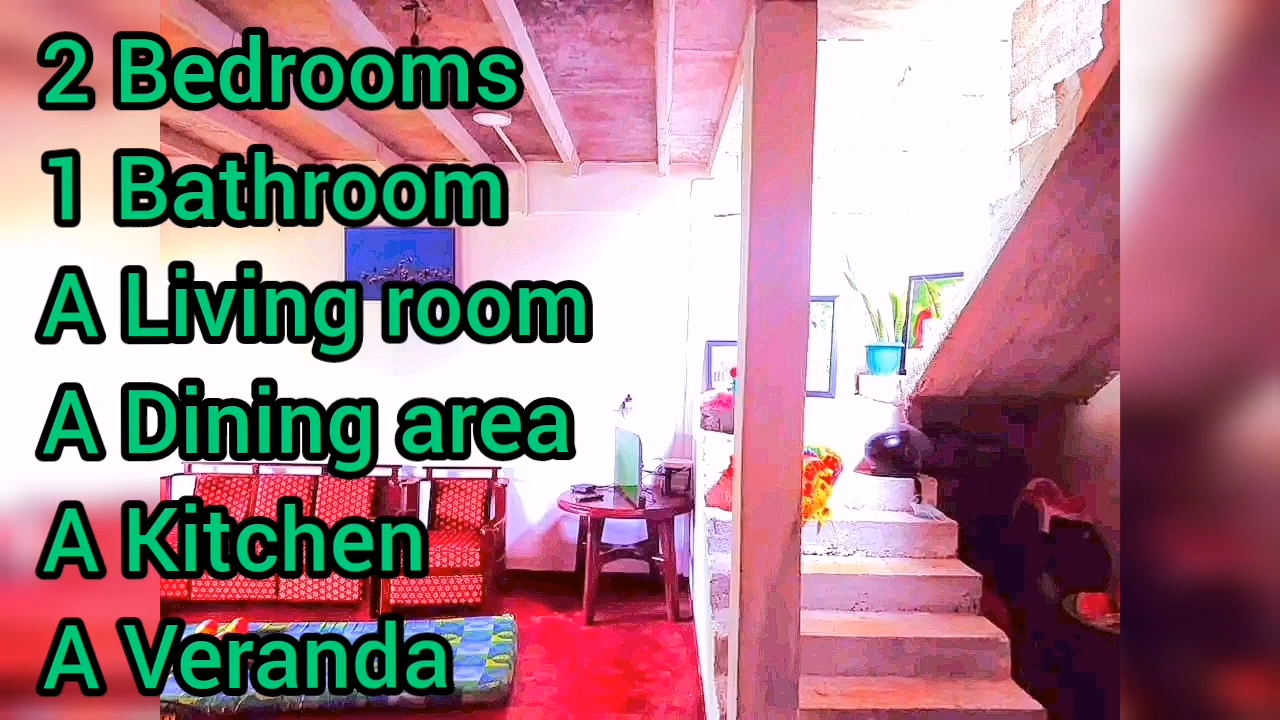 2 Bedrooms
1 Bathroom
A Living room
A Dining area
A Kitchen
A Veranda